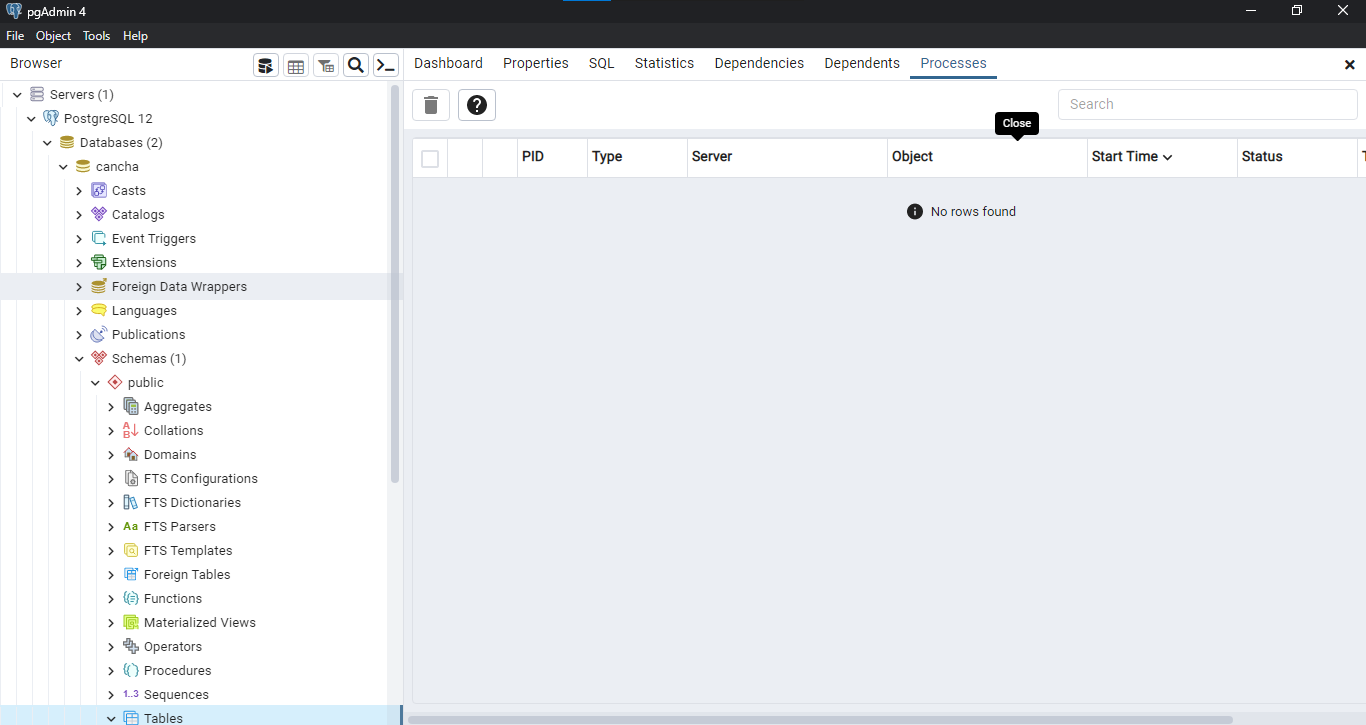 pgAdmin 4
File Object Tools Help
Browser
Dashboard Properties SQL Statistics Dependencies Dependents Processes
Search
Close
PID Type Server Object Start Time Status T
No rows found
Servers (1)
PostgreSQL 12
Databases (2)
cancha
Casts
Catalogs
Event Triggers
Extensions
Foreign Data Wrappers
Languages
Publications
Schemas (1)
public
Aggregates
Collations
Domains
FTS Configurations
FTS Dictionaries
Aa FTS Parsers
FTS Templates
Foreign Tables
Functions
Materialized Views
Operators
Procedures
1..3 Sequences
Tables